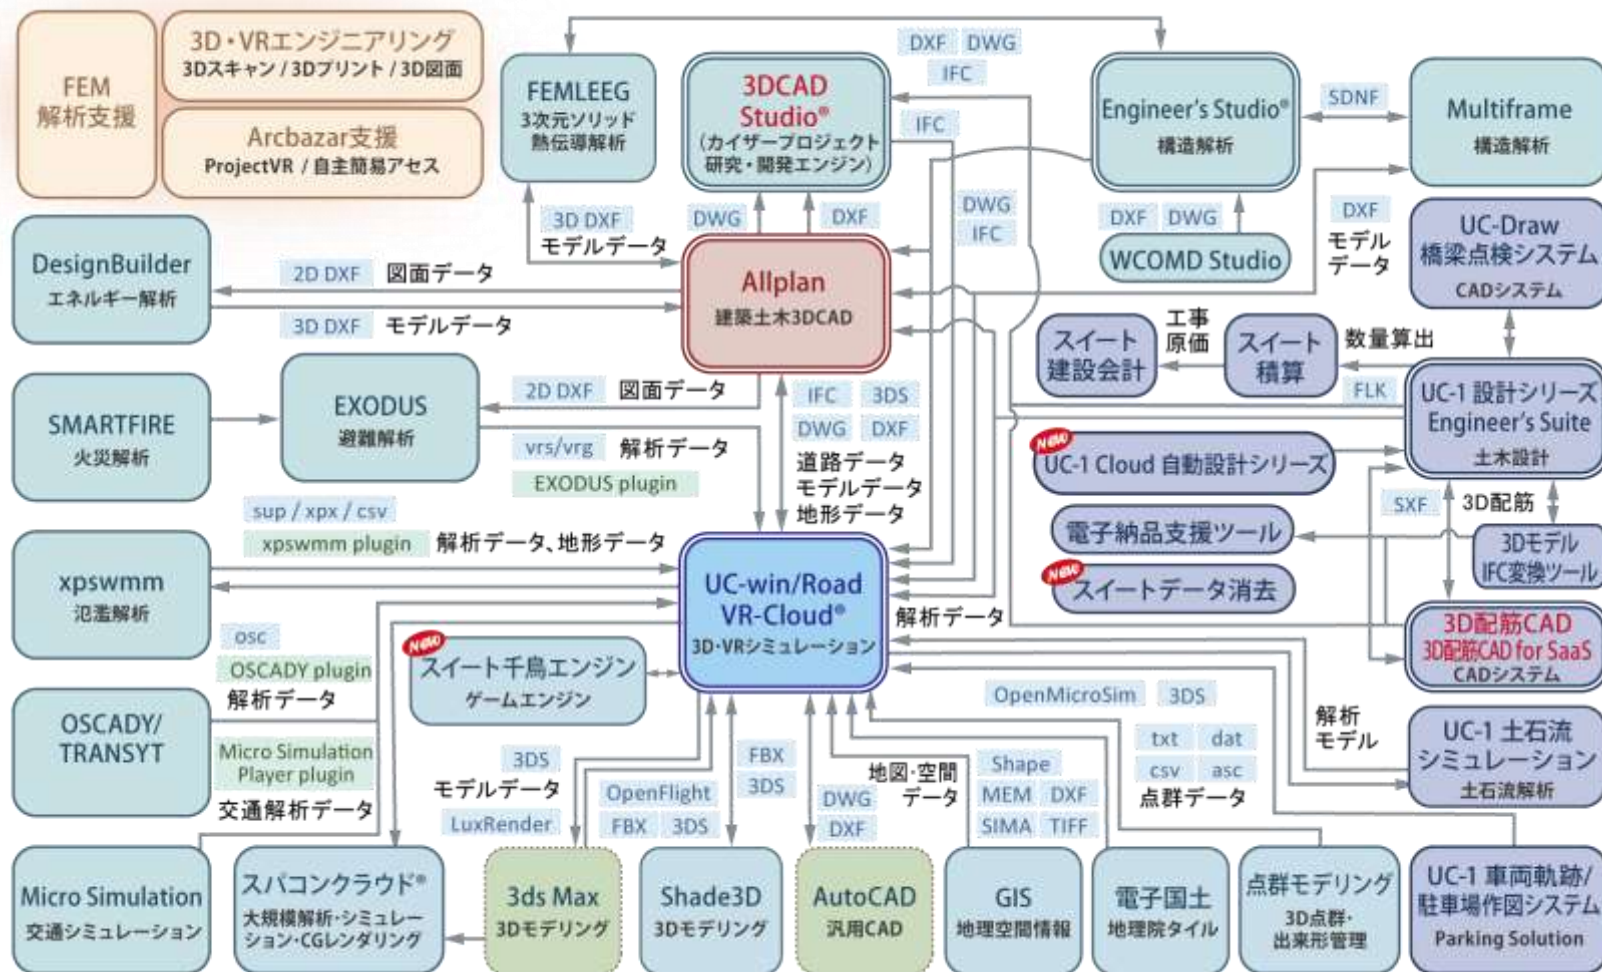 FEM
解析支援
3D・VRエンジニアリング
3Dスキャン / 3Dプリント / 3D図面
Arcbazar支援
ProjectVR / 自主簡易アセス
FEMLEEG
3次元ソリッド
熱伝導解析
3DCAD
Studio®
(カイザープロジェクト
研究・開発エンジン)
DXF DWG
IFC
IFC
Engineer's Studio®
構造解析
SDNF
Multiframe
構造解析
3D DXF
モデルデータ
DWG
DXF
DWG
IFC
DXF DWG
WCOMD Studio
DXF
モデル
データ
UC-Draw
橋梁点検システム
CADシステム
DesignBuilder
エネルギー解析
2D DXF 図面データ
3D DXF モデルデータ
Allplan
建築土木3DCAD
スイート
建設会計
工事
原価
スイート
積算
数量算出
FLK
UC-1 設計シリーズ
Engineer's Suite
土木設計
SMARTFIRE
火災解析
EXODUS
避難解析
2D DXF 図面データ
vrs/vrg 解析データ
EXODUS plugin
IFC 3DS
DWG DXF
道路データ
モデルデータ
地形データ
NEW
UC-1 Cloud 自動設計シリーズ
SXF
3D配筋
電子納品支援ツール
3Dモデル
IFC変換ツール
NEW
スイートデータ消去
sup / xpx / csv
xpswmm plugin 解析データ、地形データ
xpswmm
氾濫解析
UC-win/Road
VR-Cloud®
3D・VRシミュレーション
解析データ
3D配筋CAD
3D配筋CAD for SaaS
CADシステム
osc
OSCADY plugin
解析データ
NEW
スイート千鳥エンジン
ゲームエンジン
OSCADY/
TRANSYT
Micro Simulation
Player plugin
交通解析データ
3DS
モデルデータ
LuxRender
OpenFlight
FBX 3DS
FBX
3DS
DWG
DXF
地図・空間
データ
OpenMicroSim 3DS
Shape
MEM DXF
SIMA TIFF
txt dat
csv asc
点群データ
解析
モデル
UC-1 土石流
シミュレーション
土石流解析
Micro Simulation
交通シミュレーション
スパコンクラウド®
大規模解析・シミュレー
ション・CGレンダリング
3ds Max
3Dモデリング
Shade3D
3Dモデリング
AutoCAD
汎用CAD
GIS
地理空間情報
電子国土
地理院タイル
点群モデリング
3D点群・
出来形管理
UC-1 車両軌跡/
駐車場作図システム
Parking Solution